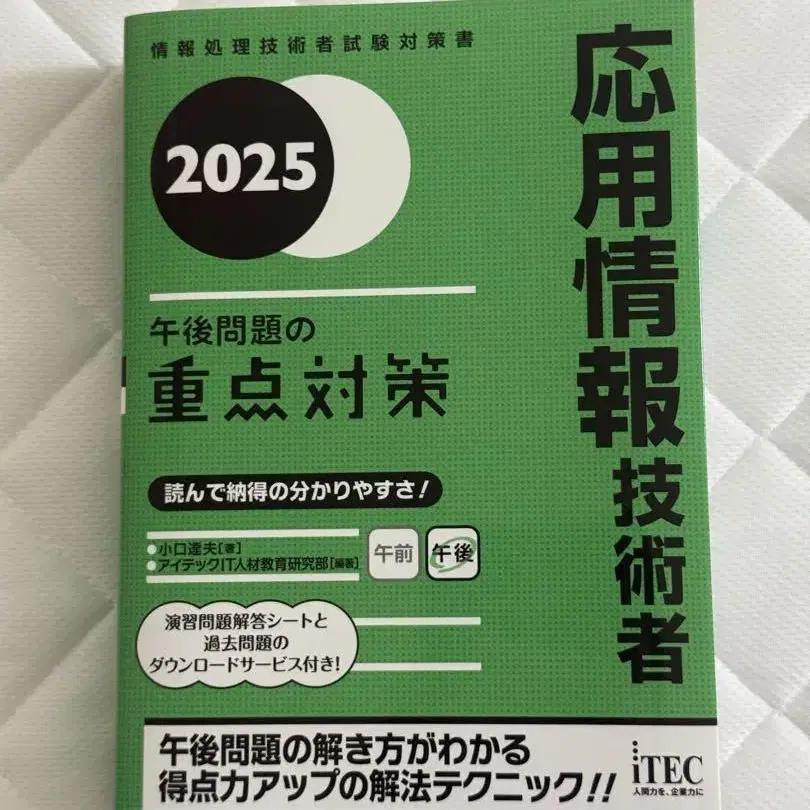 情報処理技術者試験対策書
2025
応用情報技術者
午後問題の
重点対策
読んで納得の分かりやすさ!
●小口達夫[著]
●アイテックIT人材教育研究部[編著]
午前
午後
演習問題解答シートと
過去問題の
ダウンロードサービス付き!
午後問題の解き方がわかる
得点力アップの解法テクニック!!
iTEC
人間力を、企業力に